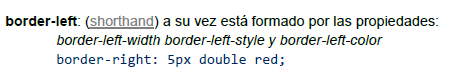 border-left: (shorthand) a su vez está formado por las propiedades:
border-left-width border-left-style y border-left-color
border-right: 5px double red;